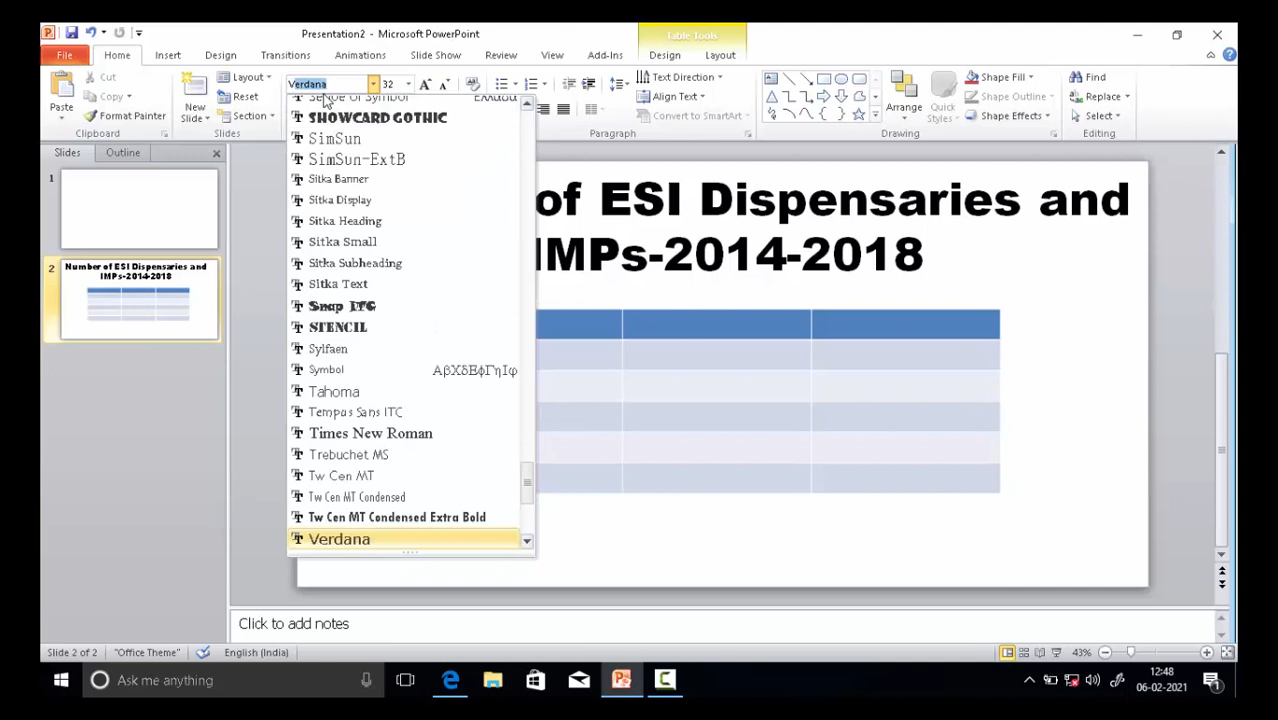 Presentation2 - Microsoft PowerPoint
Table Tools
File Home Insert Design Transitions Animations Slide Show Review View Add-Ins Design Layout
Paste
Cut
Copy
Format Painter
Clipboard
New Slide
Layout
Reset
Section
Slides
Verdana 32
Text Direction
Align Text
Convert to SmartArt
Paragraph
Arrange
Quick Styles
Shape Fill
Shape Outline
Shape Effects
Drawing
Replace
Select
Editing
Slides Outline
1
2
Number of ESI Dispensaries and
IMPs-2014-2018
SHOWCARD GOTHIC
SimSun
SimSun-ExtB
Sitka Banner
Sitka Display
Sitka Heading
Sitka Small
Sitka Subheading
Sitka Text
Snap ITC
STENCIL
Sylfaen
Symbol ΑβΧδΕφΓηΙφ
Tahoma
Tempus Sans ITC
Times New Roman
Trebuchet MS
Tw Cen MT
Tw Cen MT Condensed
Tw Cen MT Condensed Extra Bold
Verdana
of ESI Dispensaries and
IMPs-2014-2018
Click to add notes
Slide 2 of 2 "Office Theme" English (India) 43%
Ask me anything
12:48
06-02-2021